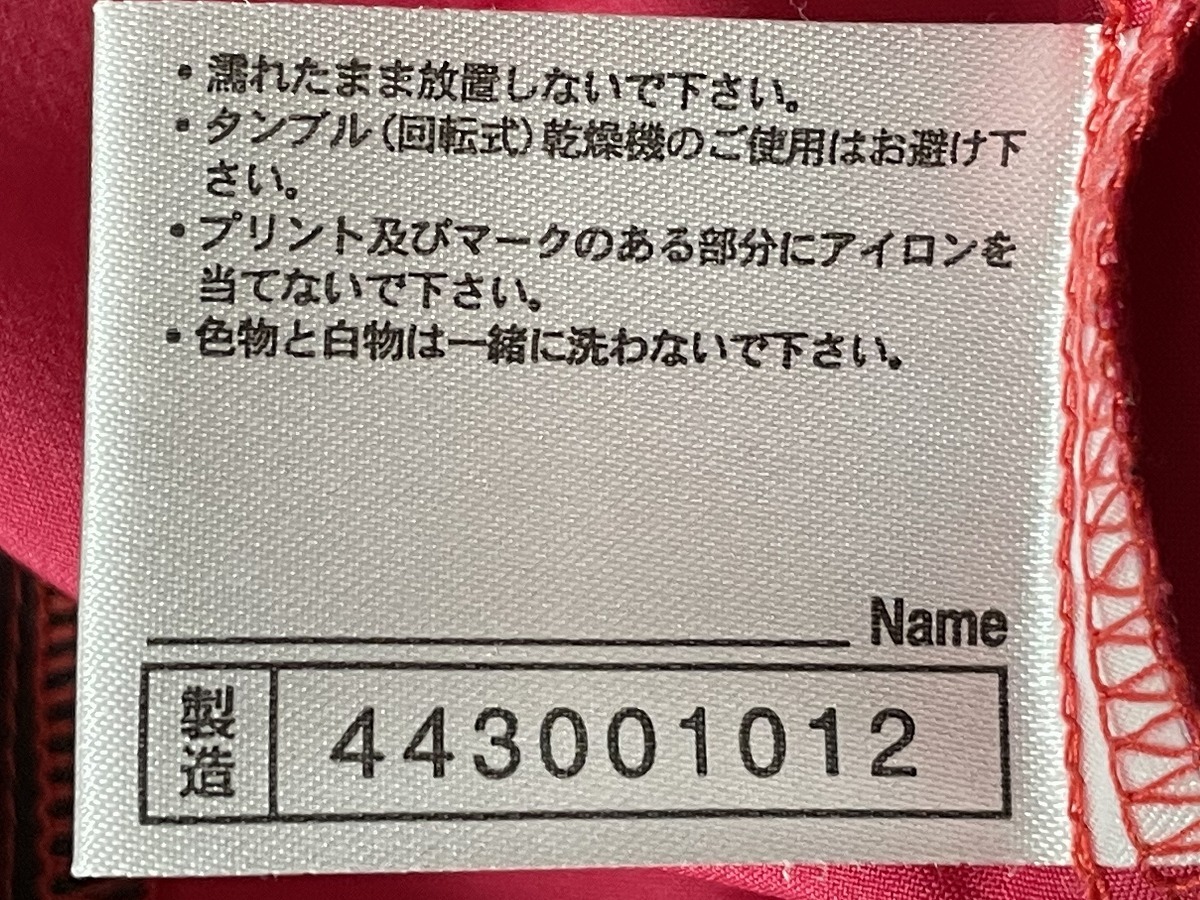 ・濡れたまま放置しないで下さい。
・タンブル(回転式)乾燥機のご使用はお避け下
さい。
・プリント及びマークのある部分にアイロンを
当てないで下さい。
・色物と白物は一緒に洗わないで下さい。
Name
製造 443001012